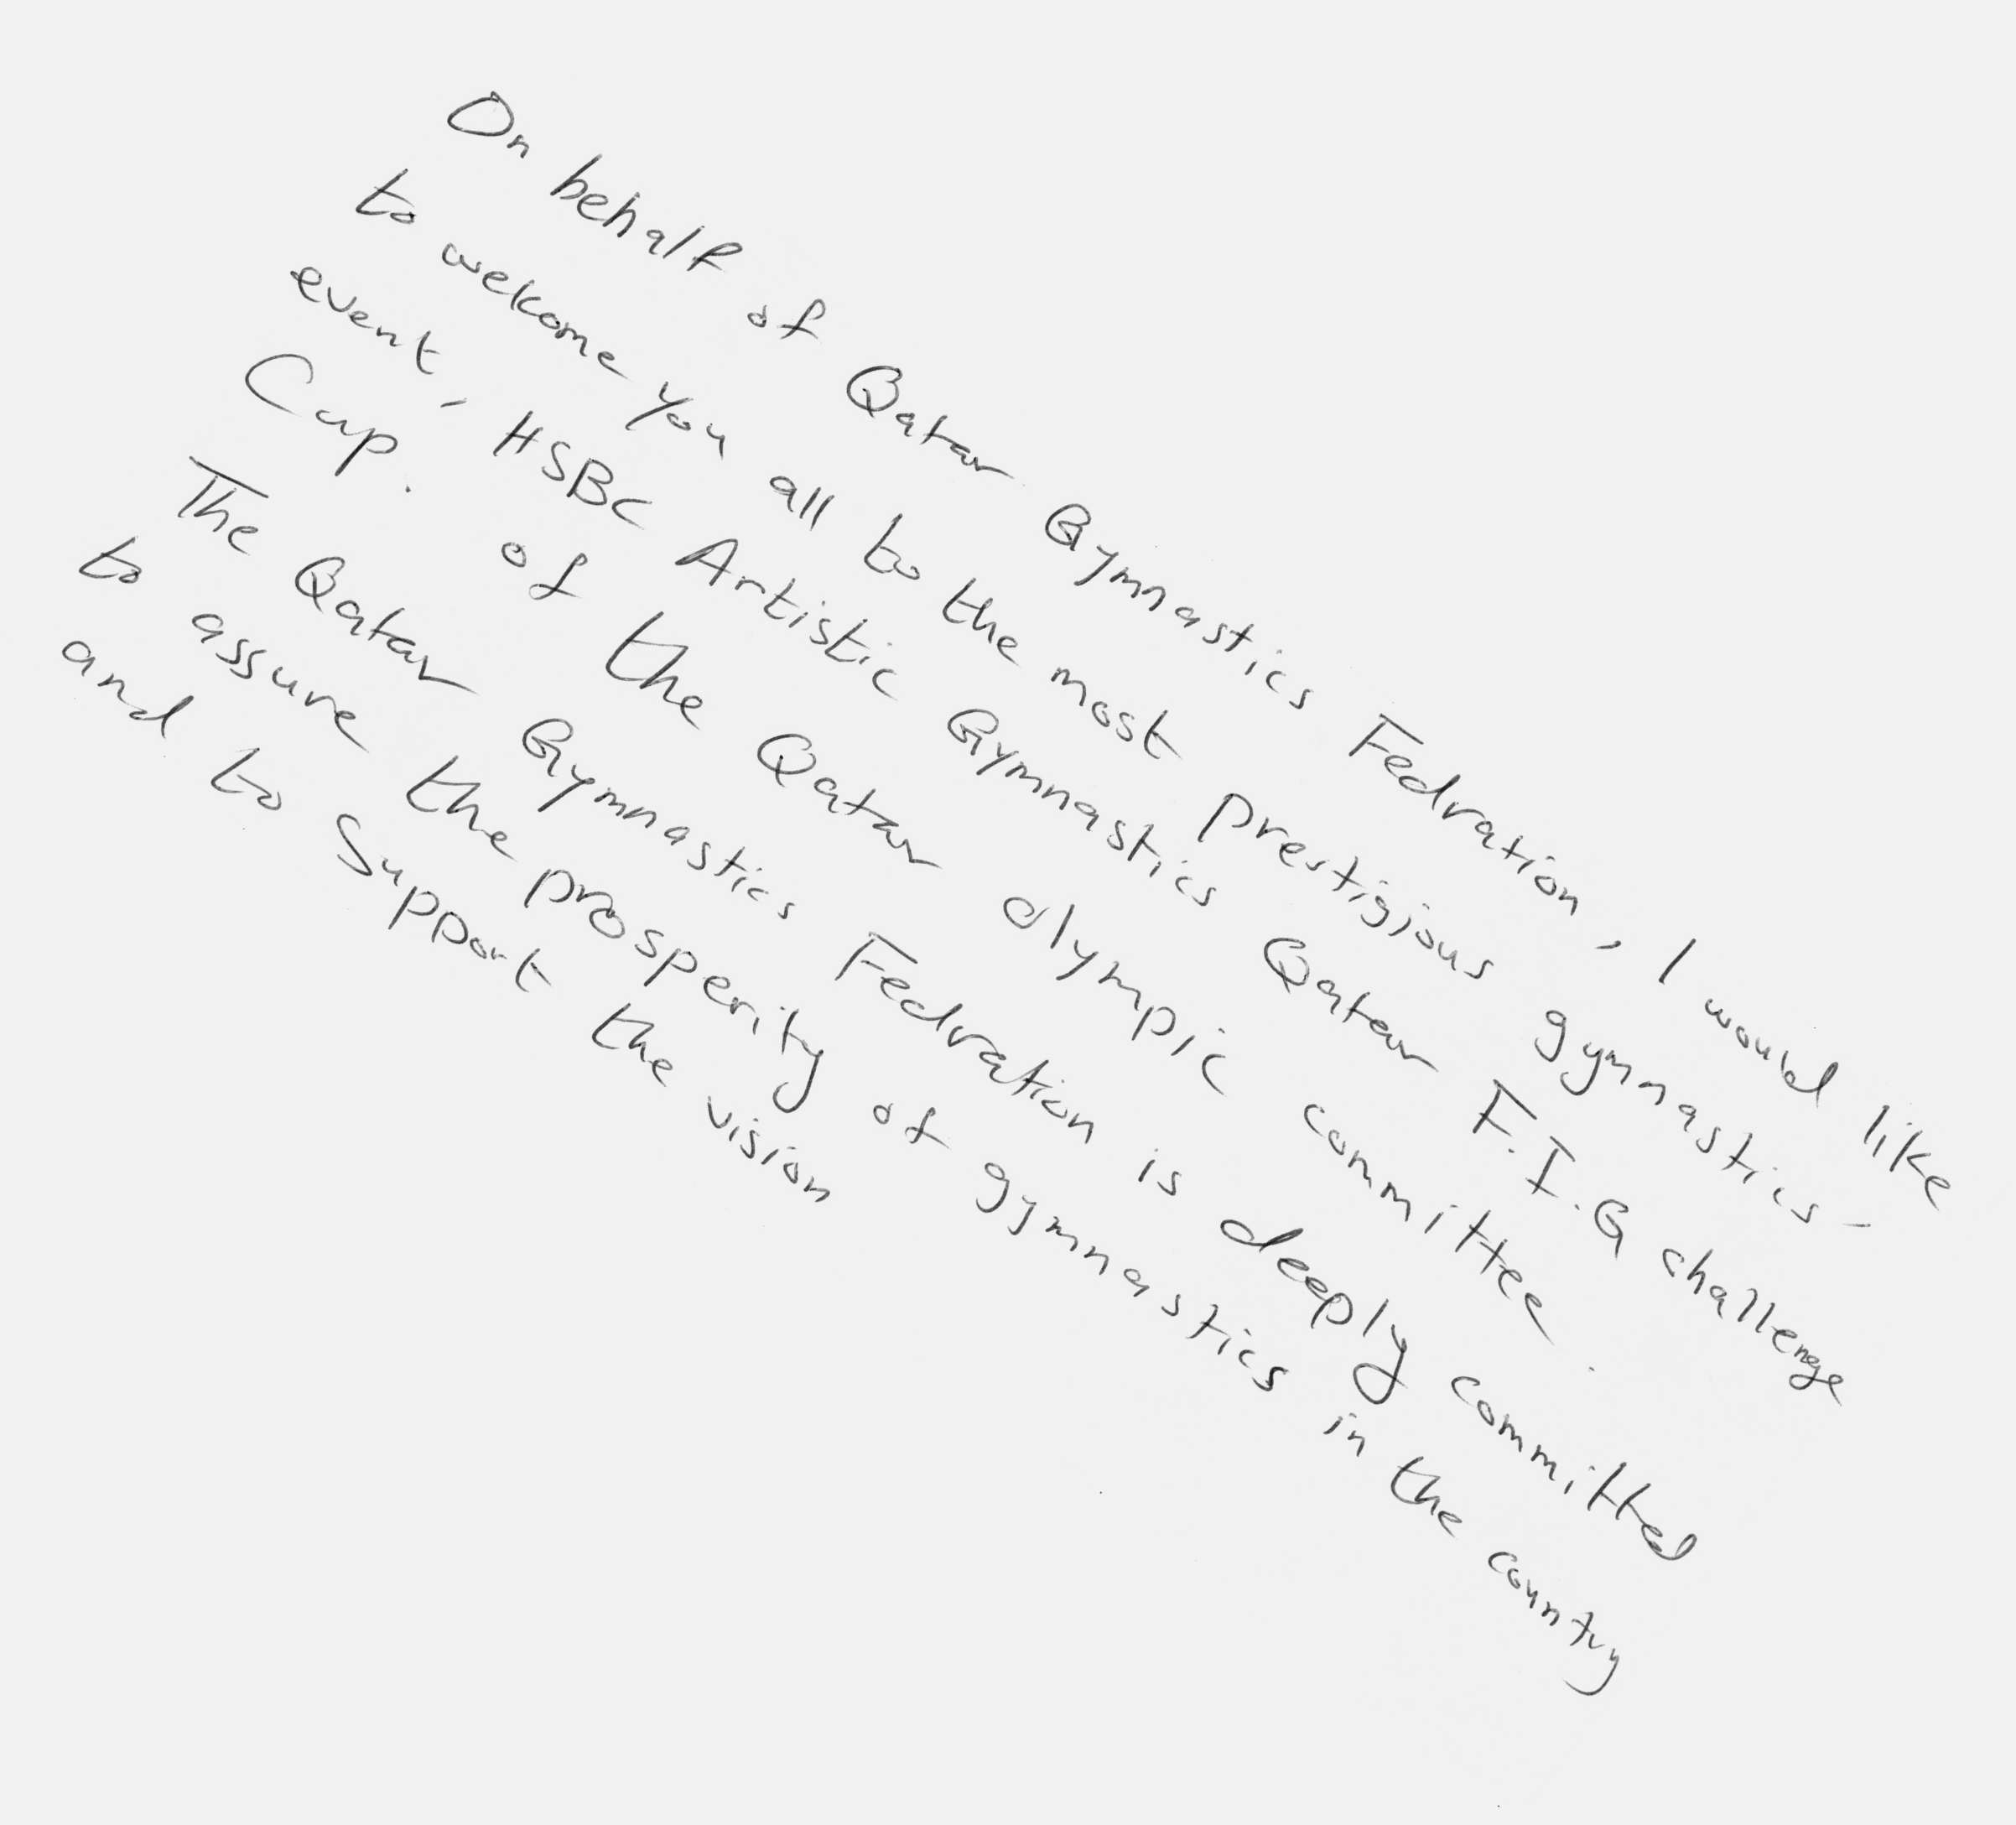 On behalf of Qatar Gymnastics Fedration, I would like
to welcome you all to the most prestigious gymnastics-
event, HSBC Artistic Gymnastics Qatar F.I.G challenge
Cup. of the Qatar olympic committee.
The Qatar Gymnastics Fedration is deeply committed
to assure the prosperity of gymnastics in the country
and to support the vision